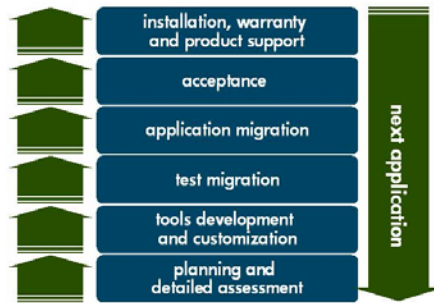 installation, warranty
and product support
acceptance
application migration
test migration
tools development
and customization
planning and
detailed assessment
next application